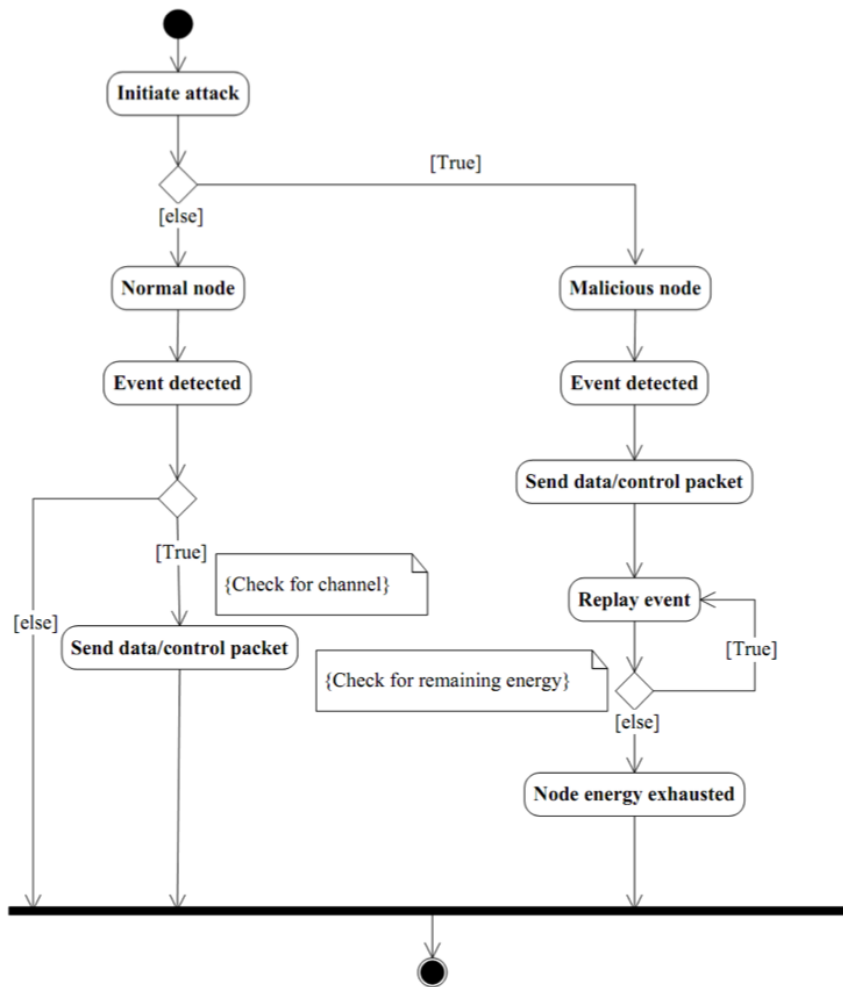 Initiate attack
[True]
[else]
Normal node
Malicious node
Event detected
Event detected
Send data/control packet
[True]
{Check for channel}
Replay event
[else]
Send data/control packet
[True]
{Check for remaining energy}
[else]
Node energy exhausted